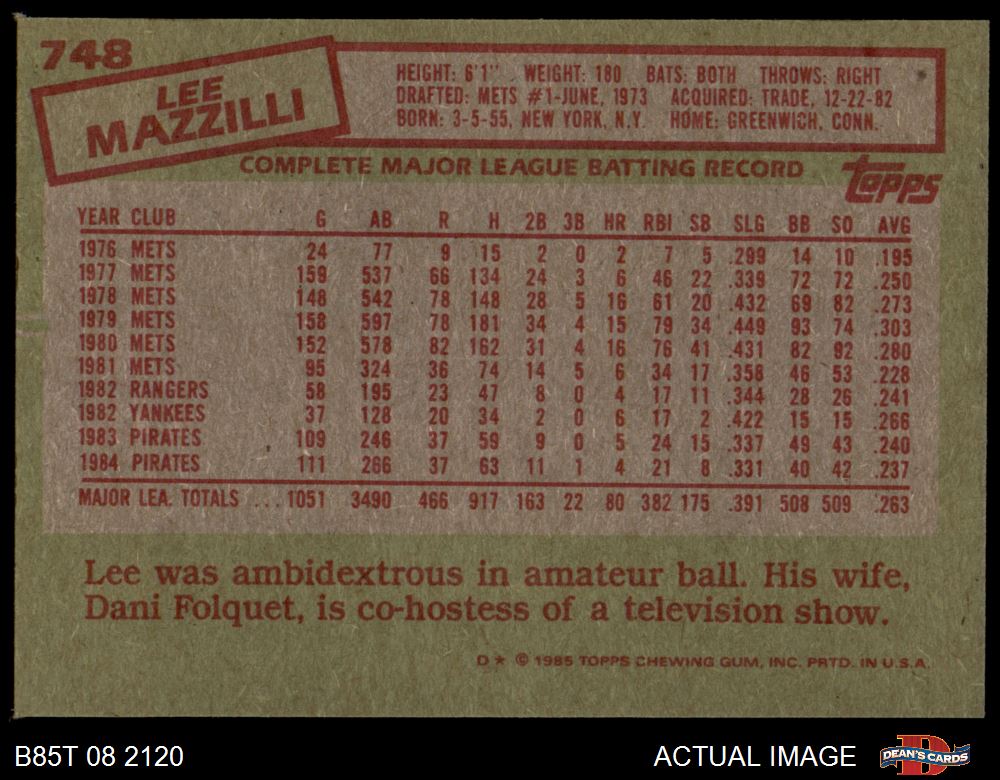 748
LEE
MAZZILLI
HEIGHT: 6'1" WEIGHT: 180 BATS: BOTH THROWS: RIGHT
DRAFTED: METS #1-JUNE, 1973 ACQUIRED: TRADE, 12-22-82
BORN: 3-5-55, NEW YORK, N.Y. HOME: GREENWICH, CONN.
COMPLETE MAJOR LEAGUE BATTING RECORD
Topps
YEAR CLUB G AB R H 2B 3B HR RBI SB SLG BB SO AVG
1976 METS 24 77 9 15 2 0 2 7 5 .299 14 10 .195
1977 METS 159 537 66 134 24 3 6 46 22 .339 72 72 .250
1978 METS 148 542 78 148 28 5 16 61 20 .432 69 82 .273
1979 METS 158 597 78 181 34 4 15 79 34 .449 93 74 .303
1980 METS 152 578 82 162 31 4 16 76 41 .431 82 92 .280
1981 METS 95 324 36 74 14 5 6 34 17 .358 46 53 .228
1982 RANGERS 58 195 23 47 8 0 4 17 11 .344 28 26 .241
1982 YANKEES 37 128 20 34 2 0 6 17 2 .422 15 15 .266
1983 PIRATES 109 246 37 59 9 0 5 24 15 .337 49 43 .240
1984 PIRATES 111 266 37 63 11 1 4 21 8 .331 40 42 .237
MAJOR LEA. TOTALS ... 1051 3490 466 917 163 22 80 382 175 .391 508 509 .263
Lee was ambidextrous in amateur ball. His wife,
Dani Folquet, is co-hostess of a television show.
D★ © 1985 TOPPS CHEWING GUM, INC. PRTD. IN U.S.A.
B85T 08 2120
ACTUAL IMAGE
D
DEAN'S CARDS